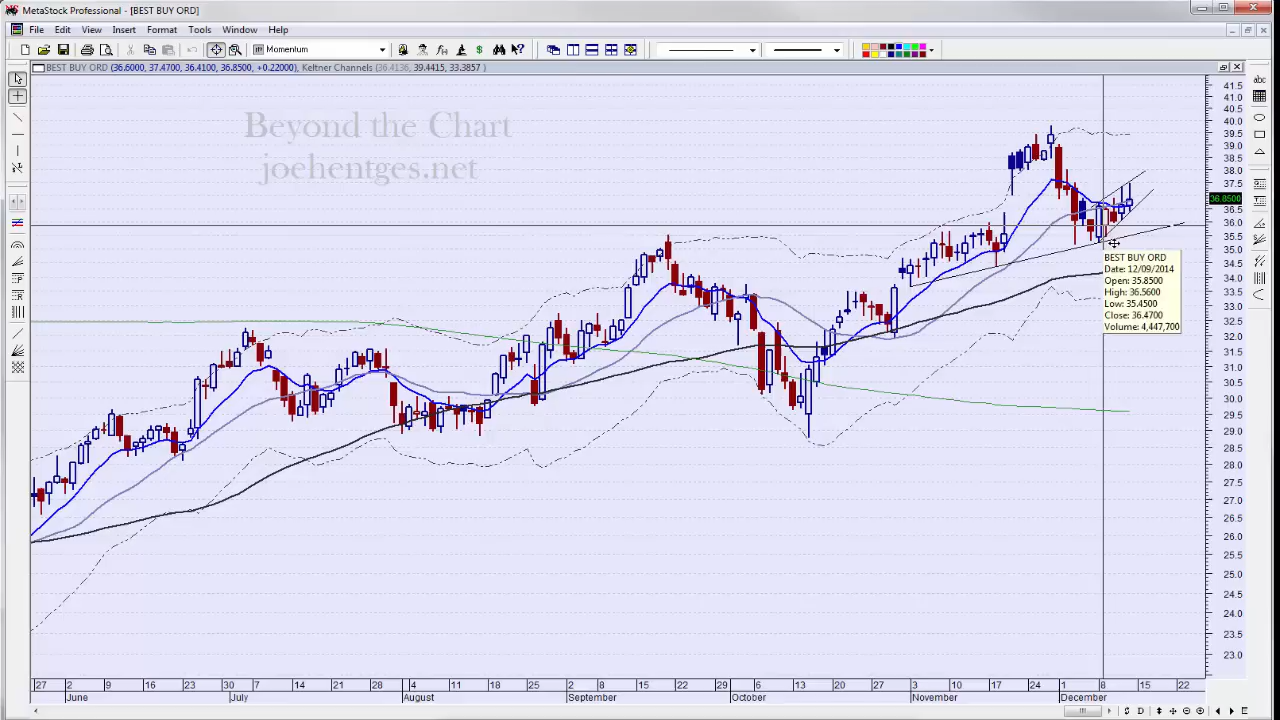 MetaStock Professional - [BEST BUY ORD]
File Edit View Insert Format Tools Window Help
Momentum
BEST BUY ORD (36.6000, 37.4700, 36.4100, 36.8500, +0.22000), Keltner Channels (36.4136, 39.4415, 33.3857 )
abc
Beyond the Chart
joehentges.net
41.5
41.0
40.5
40.0
39.5
39.0
38.5
38.0
37.5
36.8500
36.5
36.0
35.5
35.0
34.5
34.0
33.5
33.0
32.5
32.0
31.5
31.0
30.5
30.0
29.5
29.0
28.5
28.0
27.5
27.0
26.5
26.0
25.5
25.0
24.5
24.0
23.5
23.0
BEST BUY ORD
Date: 12/09/2014
Open: 35.8500
High: 36.5600
Low: 35.4500
Close: 36.4700
Volume: 4,447,700
27 2 9 16 23 30 7 14 21 28 4 11 18 25 2 8 15 22 29 6 13 20 27 3 10 17 24 1 8 15 22
June July August September October November December